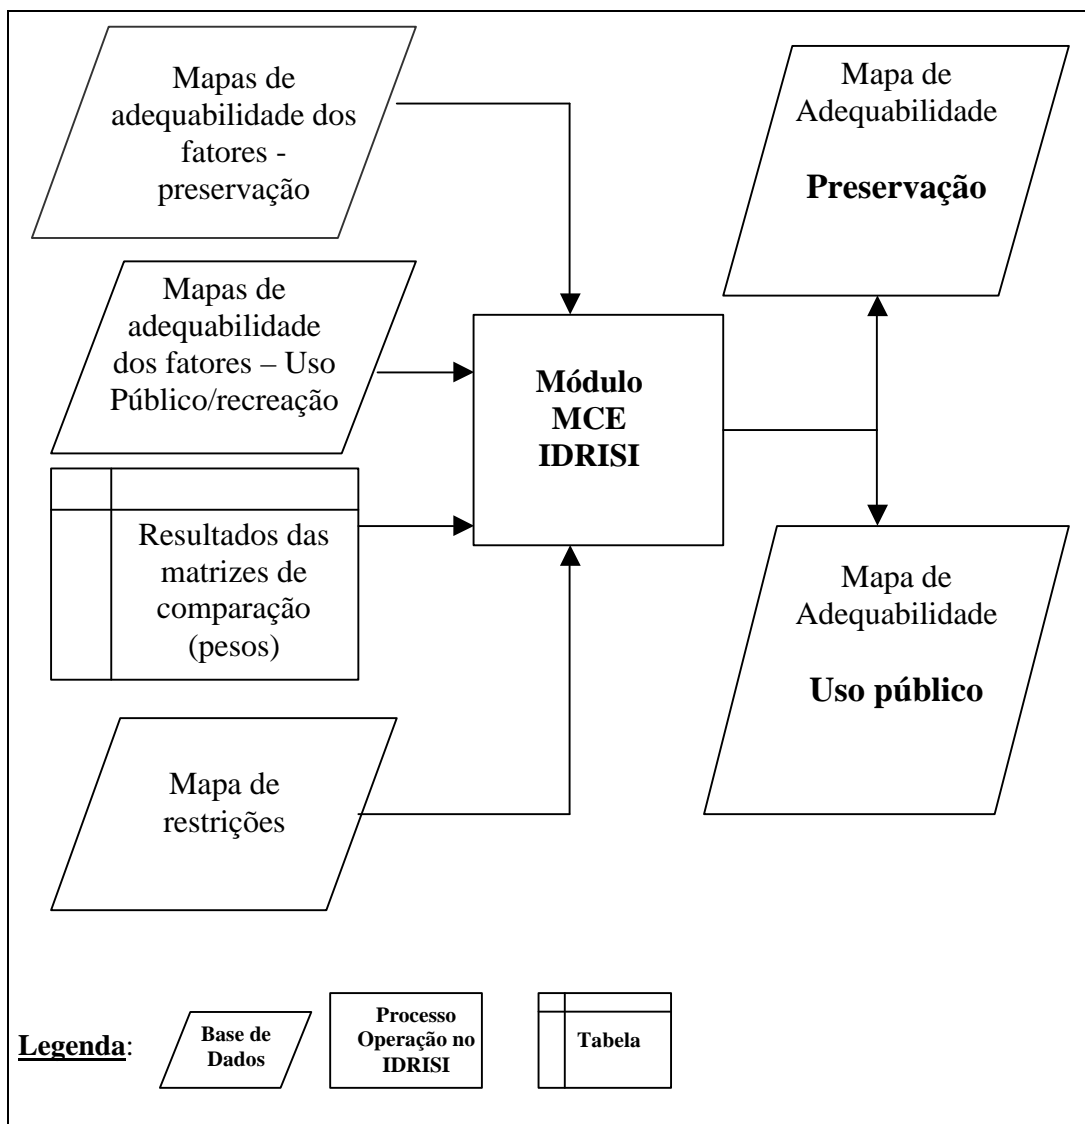 Mapas de
adequabilidade dos
fatores -
preservação
Mapas de
adequabilidade
dos fatores – Uso
Público/recreação
Resultados das
matrizes de
comparação
(pesos)
Mapa de
restrições
Módulo
MCE
IDRISI
Mapa de
Adequabilidade
Preservação
Mapa de
Adequabilidade
Uso público
Legenda:
Base de
Dados
Processo
Operação no
IDRISI
Tabela